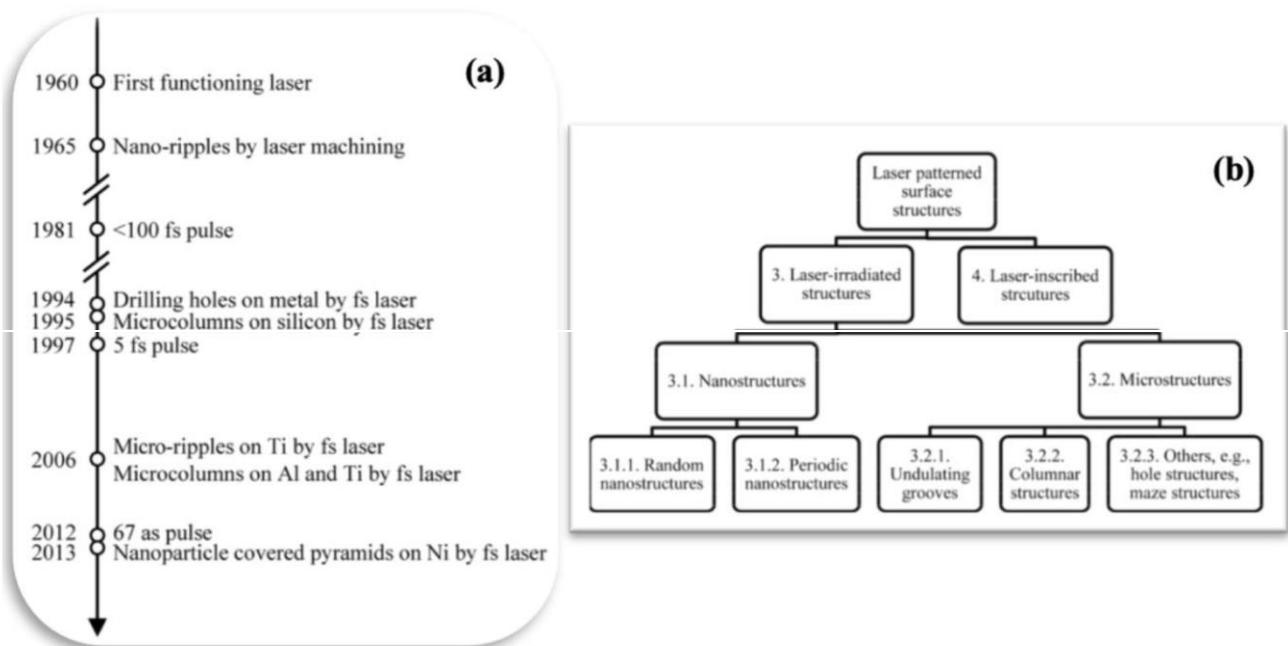 (a)
1960 First functioning laser
1965 Nano-ripples by laser machining
1981 <100 fs pulse
1994 Drilling holes on metal by fs laser
1995 Microcolumns on silicon by fs laser
1997 5 fs pulse
2006 Micro-ripples on Ti by fs laser
Microcolumns on Al and Ti by fs laser
2012 67 as pulse
2013 Nanoparticle covered pyramids on Ni by fs laser
(b)
Laser patterned
surface
structures
3. Laser-irradiated
structures
4. Laser-inscribed
strcutures
3.1. Nanostructures
3.2. Microstructures
3.1.1. Random
nanostructures
3.1.2. Periodic
nanostructures
3.2.1.
Undulating
grooves
3.2.2.
Columnar
structures
3.2.3. Others, e.g.,
hole structures,
maze structures